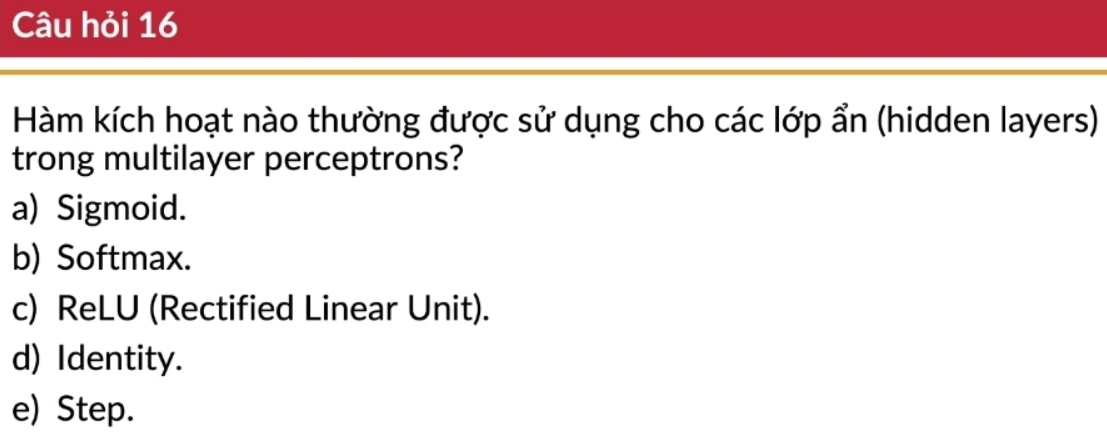 Câu hỏi 16
Hàm kích hoạt nào thường được sử dụng cho các lớp ẩn (hidden layers)
trong multilayer perceptrons?
a) Sigmoid.
b) Softmax.
c) ReLU (Rectified Linear Unit).
d) Identity.
e) Step.